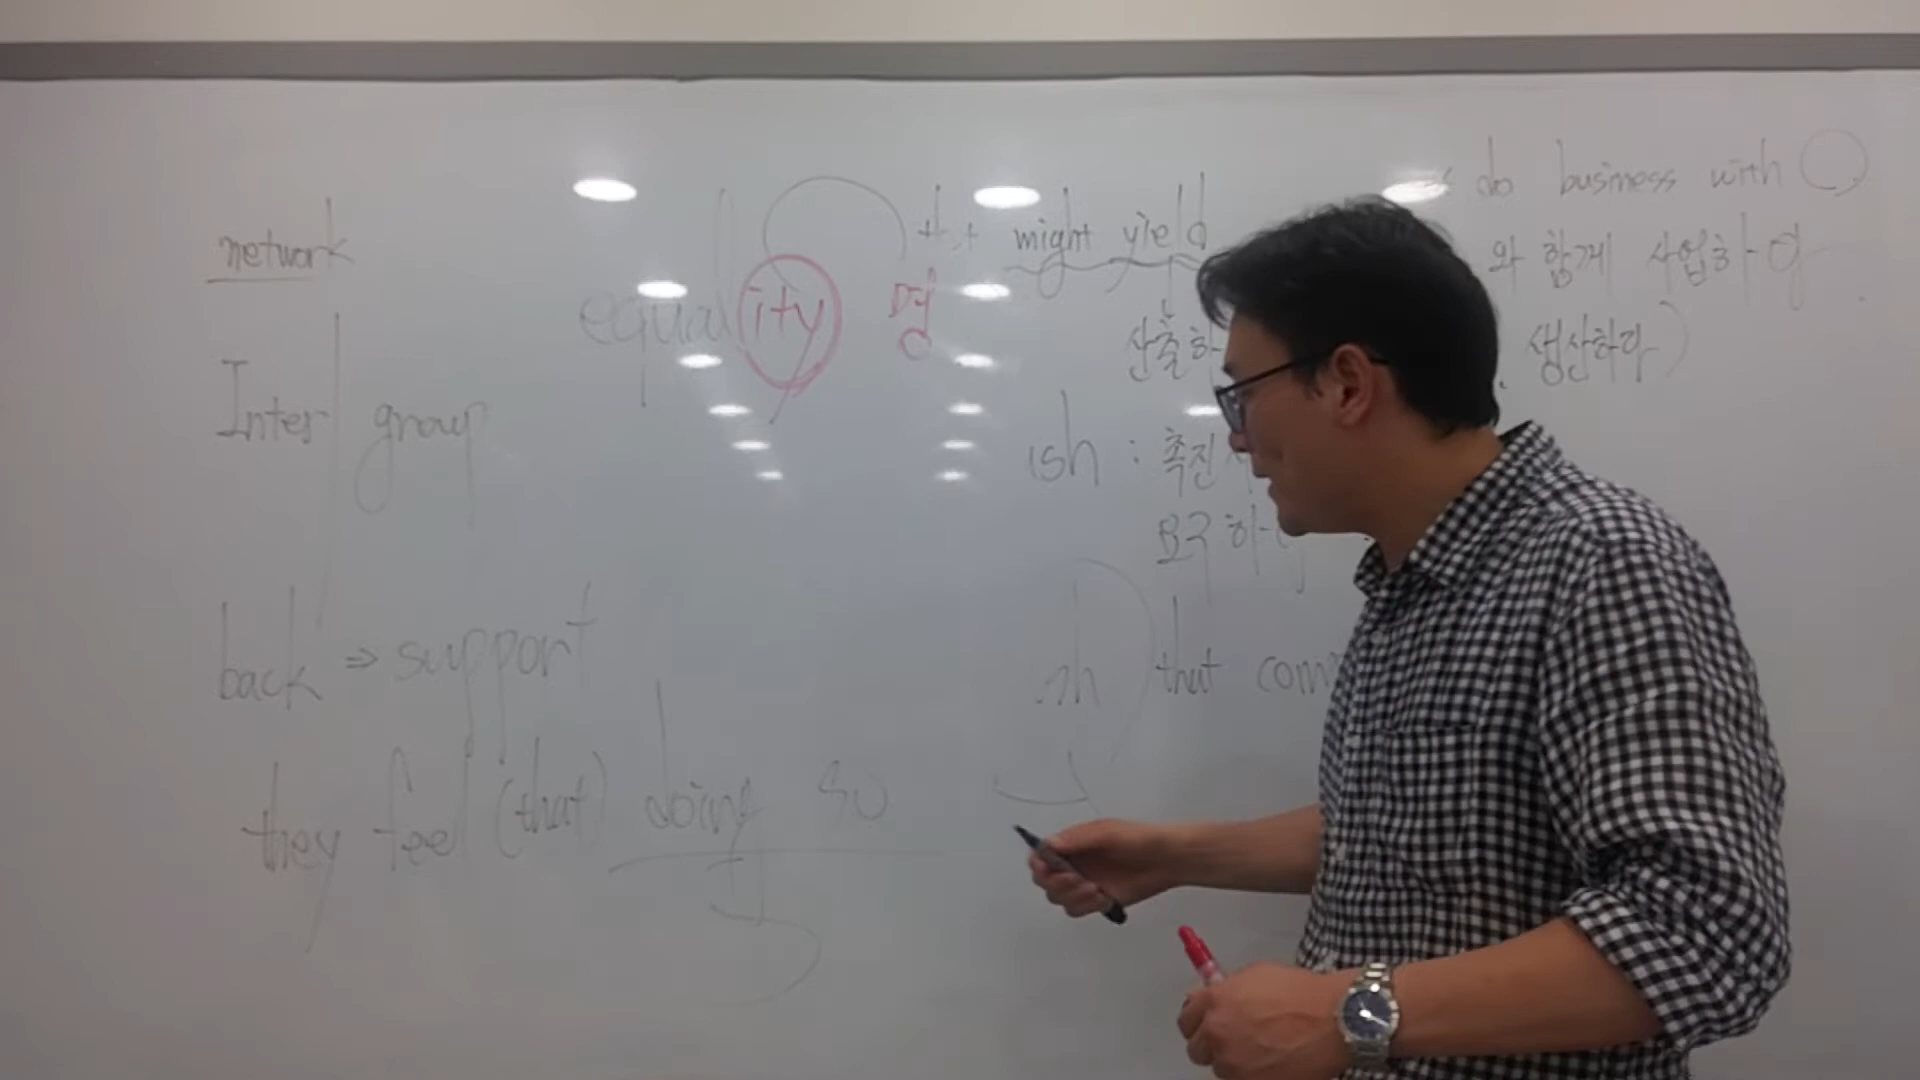 network
Inter group
equality 명
might yield
산출하
do business with
와 함께 사업하여
생산하다)
ish : 촉진
요구하
back ⇒ support
that com
they feel (that) doing so